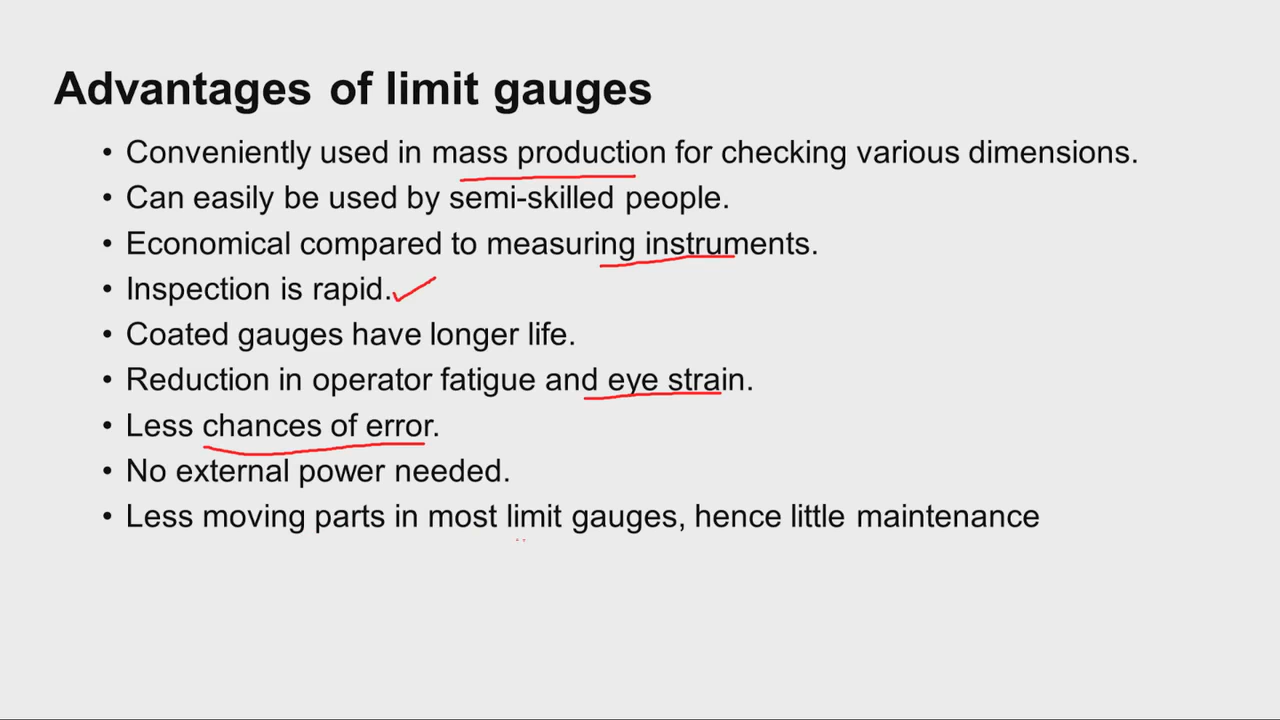 Advantages of limit gauges
• Conveniently used in mass production for checking various dimensions.
• Can easily be used by semi-skilled people.
• Economical compared to measuring instruments.
• Inspection is rapid.
• Coated gauges have longer life.
• Reduction in operator fatigue and eye strain.
• Less chances of error.
• No external power needed.
• Less moving parts in most limit gauges, hence little maintenance